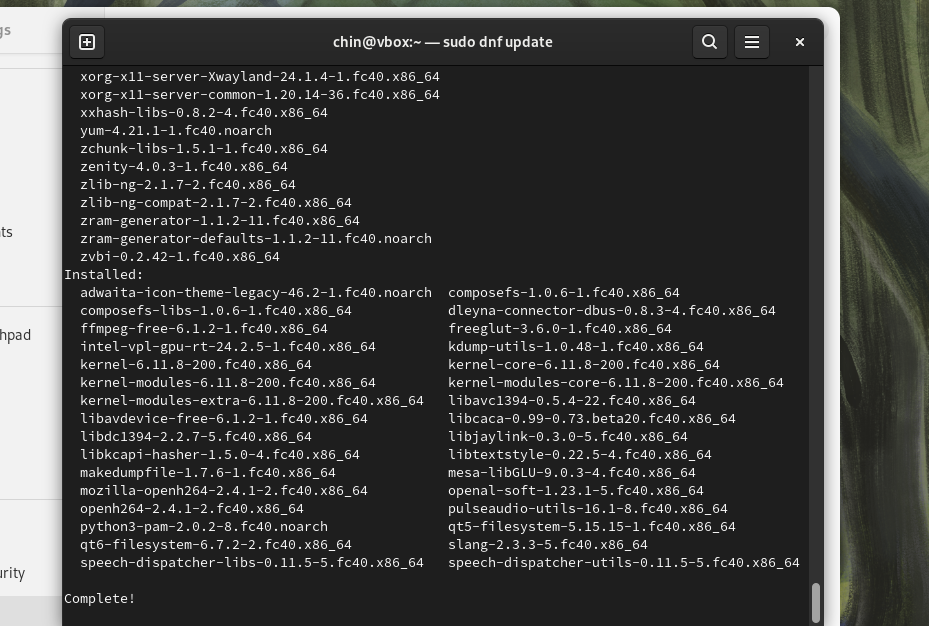 gs
chin@vbox:~ — sudo dnf update
nts
hpad
urity
xorg-x11-server-Xwayland-24.1.4-1.fc40.x86_64
xorg-x11-server-common-1.20.14-36.fc40.x86_64
xxhash-libs-0.8.2-4.fc40.x86_64
yum-4.21.1-1.fc40.noarch
zchunk-libs-1.5.1-1.fc40.x86_64
zenity-4.0.3-1.fc40.x86_64
zlib-ng-2.1.7-2.fc40.x86_64
zlib-ng-compat-2.1.7-2.fc40.x86_64
zram-generator-1.1.2-11.fc40.x86_64
zram-generator-defaults-1.1.2-11.fc40.noarch
zvbi-0.2.42-1.fc40.x86_64
Installed:
adwaita-icon-theme-legacy-46.2-1.fc40.noarch composefs-1.0.6-1.fc40.x86_64
composefs-libs-1.0.6-1.fc40.x86_64 dleyna-connector-dbus-0.8.3-4.fc40.x86_64
ffmpeg-free-6.1.2-1.fc40.x86_64 freeglut-3.6.0-1.fc40.x86_64
intel-vpl-gpu-rt-24.2.5-1.fc40.x86_64 kdump-utils-1.0.48-1.fc40.x86_64
kernel-6.11.8-200.fc40.x86_64 kernel-core-6.11.8-200.fc40.x86_64
kernel-modules-6.11.8-200.fc40.x86_64 kernel-modules-core-6.11.8-200.fc40.x86_64
kernel-modules-extra-6.11.8-200.fc40.x86_64 libavc1394-0.5.4-22.fc40.x86_64
libavdevice-free-6.1.2-1.fc40.x86_64 libcaca-0.99-0.73.beta20.fc40.x86_64
libdc1394-2.2.7-5.fc40.x86_64 libjaylink-0.3.0-5.fc40.x86_64
libkcapi-hasher-1.5.0-4.fc40.x86_64 libtextstyle-0.22.5-4.fc40.x86_64
makedumpfile-1.7.6-1.fc40.x86_64 mesa-libGLU-9.0.3-4.fc40.x86_64
mozilla-openh264-2.4.1-2.fc40.x86_64 openal-soft-1.23.1-5.fc40.x86_64
openh264-2.4.1-2.fc40.x86_64 pulseaudio-utils-16.1-8.fc40.x86_64
python3-pam-2.0.2-8.fc40.noarch qt5-filesystem-5.15.15-1.fc40.x86_64
qt6-filesystem-6.7.2-2.fc40.x86_64 slang-2.3.3-5.fc40.x86_64
speech-dispatcher-libs-0.11.5-5.fc40.x86_64 speech-dispatcher-utils-0.11.5-5.fc40.x86_64
Complete!